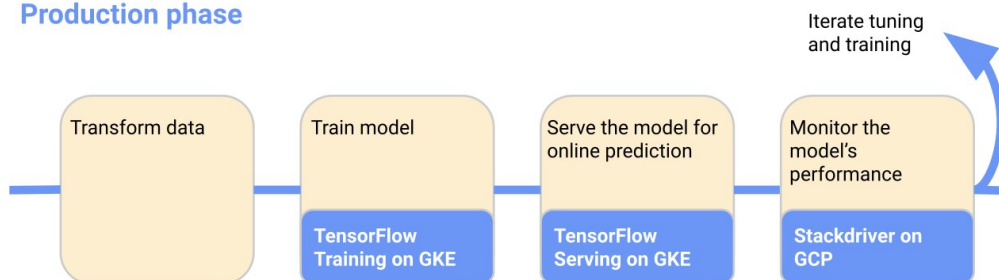 Production phase
Iterate tuning
and training
Transform data
Train model
Serve the model for
online prediction
Monitor the
model's
performance
TensorFlow
Training on GKE
TensorFlow
Serving on GKE
Stackdriver on
GCP